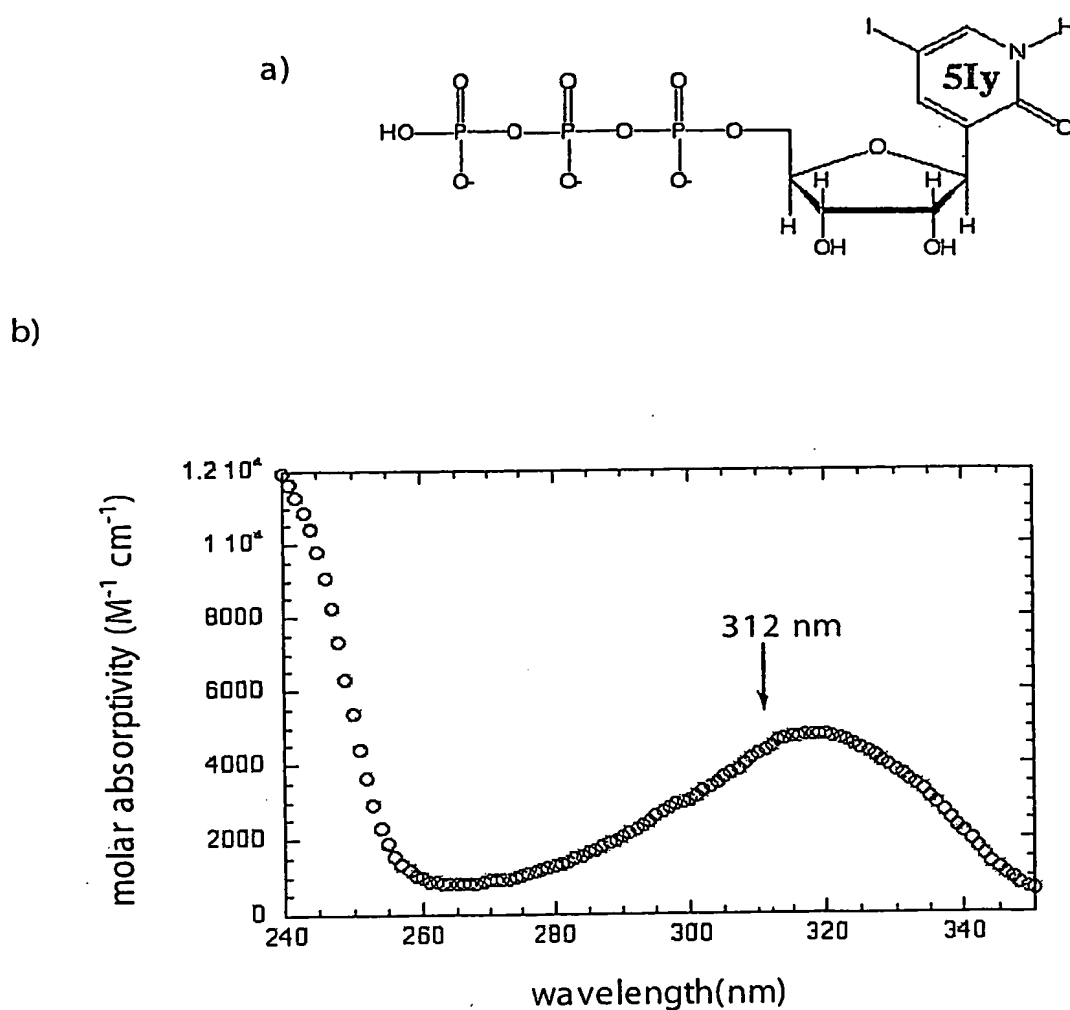 a)
I
H
N
5Iy
O
O
O
O
O
HO P O P O P O
O- O- O-
H H
H H
OH OH
b)
1.2 10⁴
1 10⁴
8000
6000
4000
2000
0
molar absorptivity (M⁻¹ cm⁻¹)
312 nm
240 260 280 300 320 340
wavelength(nm)